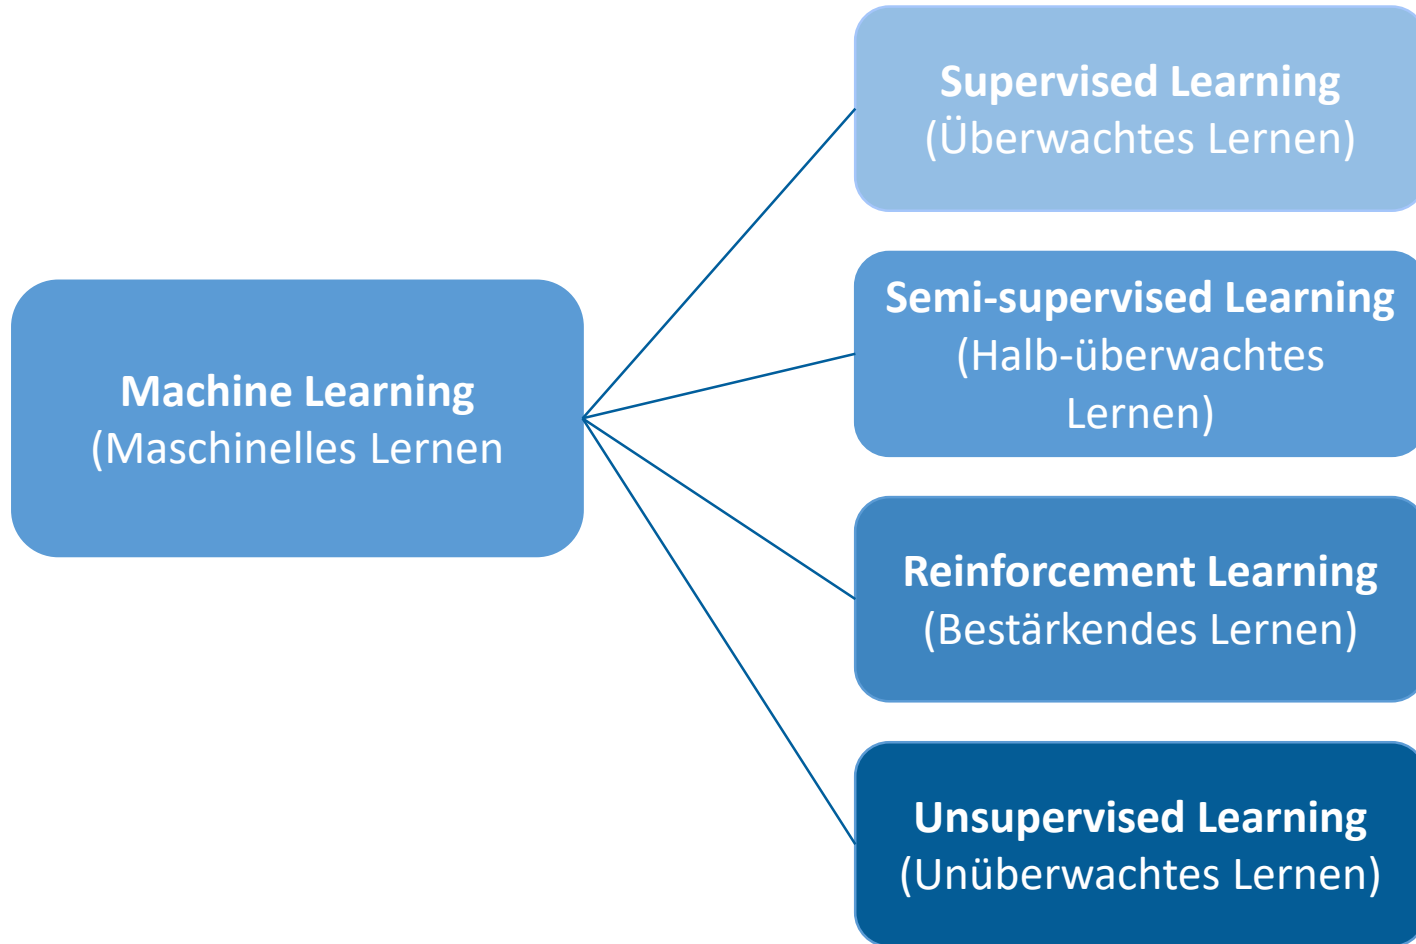 Supervised Learning
(Überwachtes Lernen)
Semi-supervised Learning
(Halb-überwachtes
Lernen)
Machine Learning
(Maschinelles Lernen
Reinforcement Learning
(Bestärkendes Lernen)
Unsupervised Learning
(Unüberwachtes Lernen)